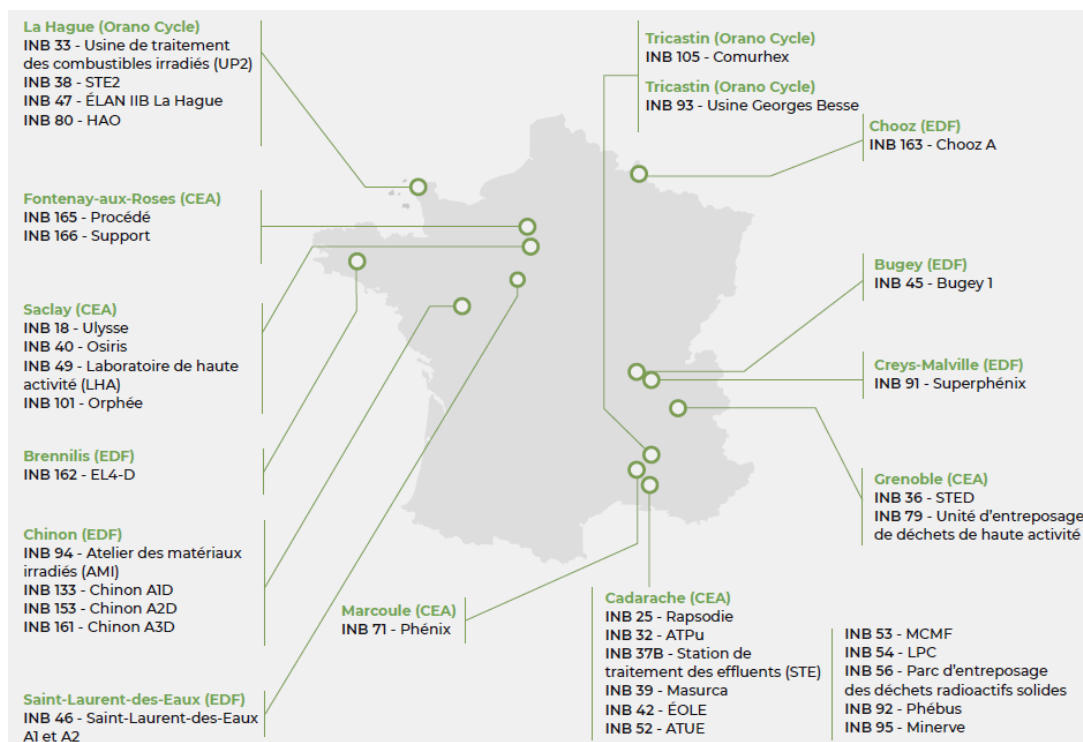 La Hague (Orano Cycle)
INB 33 - Usine de traitement
des combustibles irradiés (UP2)
INB 38 - STE2
INB 47 - ÉLAN IIB La Hague
INB 80 - HAO
Fontenay-aux-Roses (CEA)
INB 165 - Procédé
INB 166 - Support
Saclay (CEA)
INB 18 - Ulysse
INB 40 - Osiris
INB 49 - Laboratoire de haute
activité (LHA)
INB 101 - Orphée
Brennilis (EDF)
INB 162 - EL4-D
Chinon (EDF)
INB 94 - Atelier des matériaux
irradiés (AMI)
INB 133 - Chinon A1D
INB 153 - Chinon A2D
INB 161 - Chinon A3D
Saint-Laurent-des-Eaux (EDF)
INB 46 - Saint-Laurent-des-Eaux
A1 et A2
Marcoule (CEA)
INB 71 - Phénix
Tricastin (Orano Cycle)
INB 105 - Comurhex
Tricastin (Orano Cycle)
INB 93 - Usine Georges Besse
Chooz (EDF)
INB 163 - Chooz A
Bugey (EDF)
INB 45 - Bugey 1
Creys-Malville (EDF)
INB 91 - Superphénix
Grenoble (CEA)
INB 36 - STED
INB 79 - Unité d'entreposage
de déchets de haute activité
Cadarache (CEA)
INB 25 - Rapsodie
INB 32 - ATPu
INB 37B - Station de
traitement des effluents (STE)
INB 39 - Masurca
INB 42 - ÉOLE
INB 52 - ATUE
INB 53 - MCMF
INB 54 - LPC
INB 56 - Parc d'entreposage
des déchets radioactifs solides
INB 92 - Phébus
INB 95 - Minerve